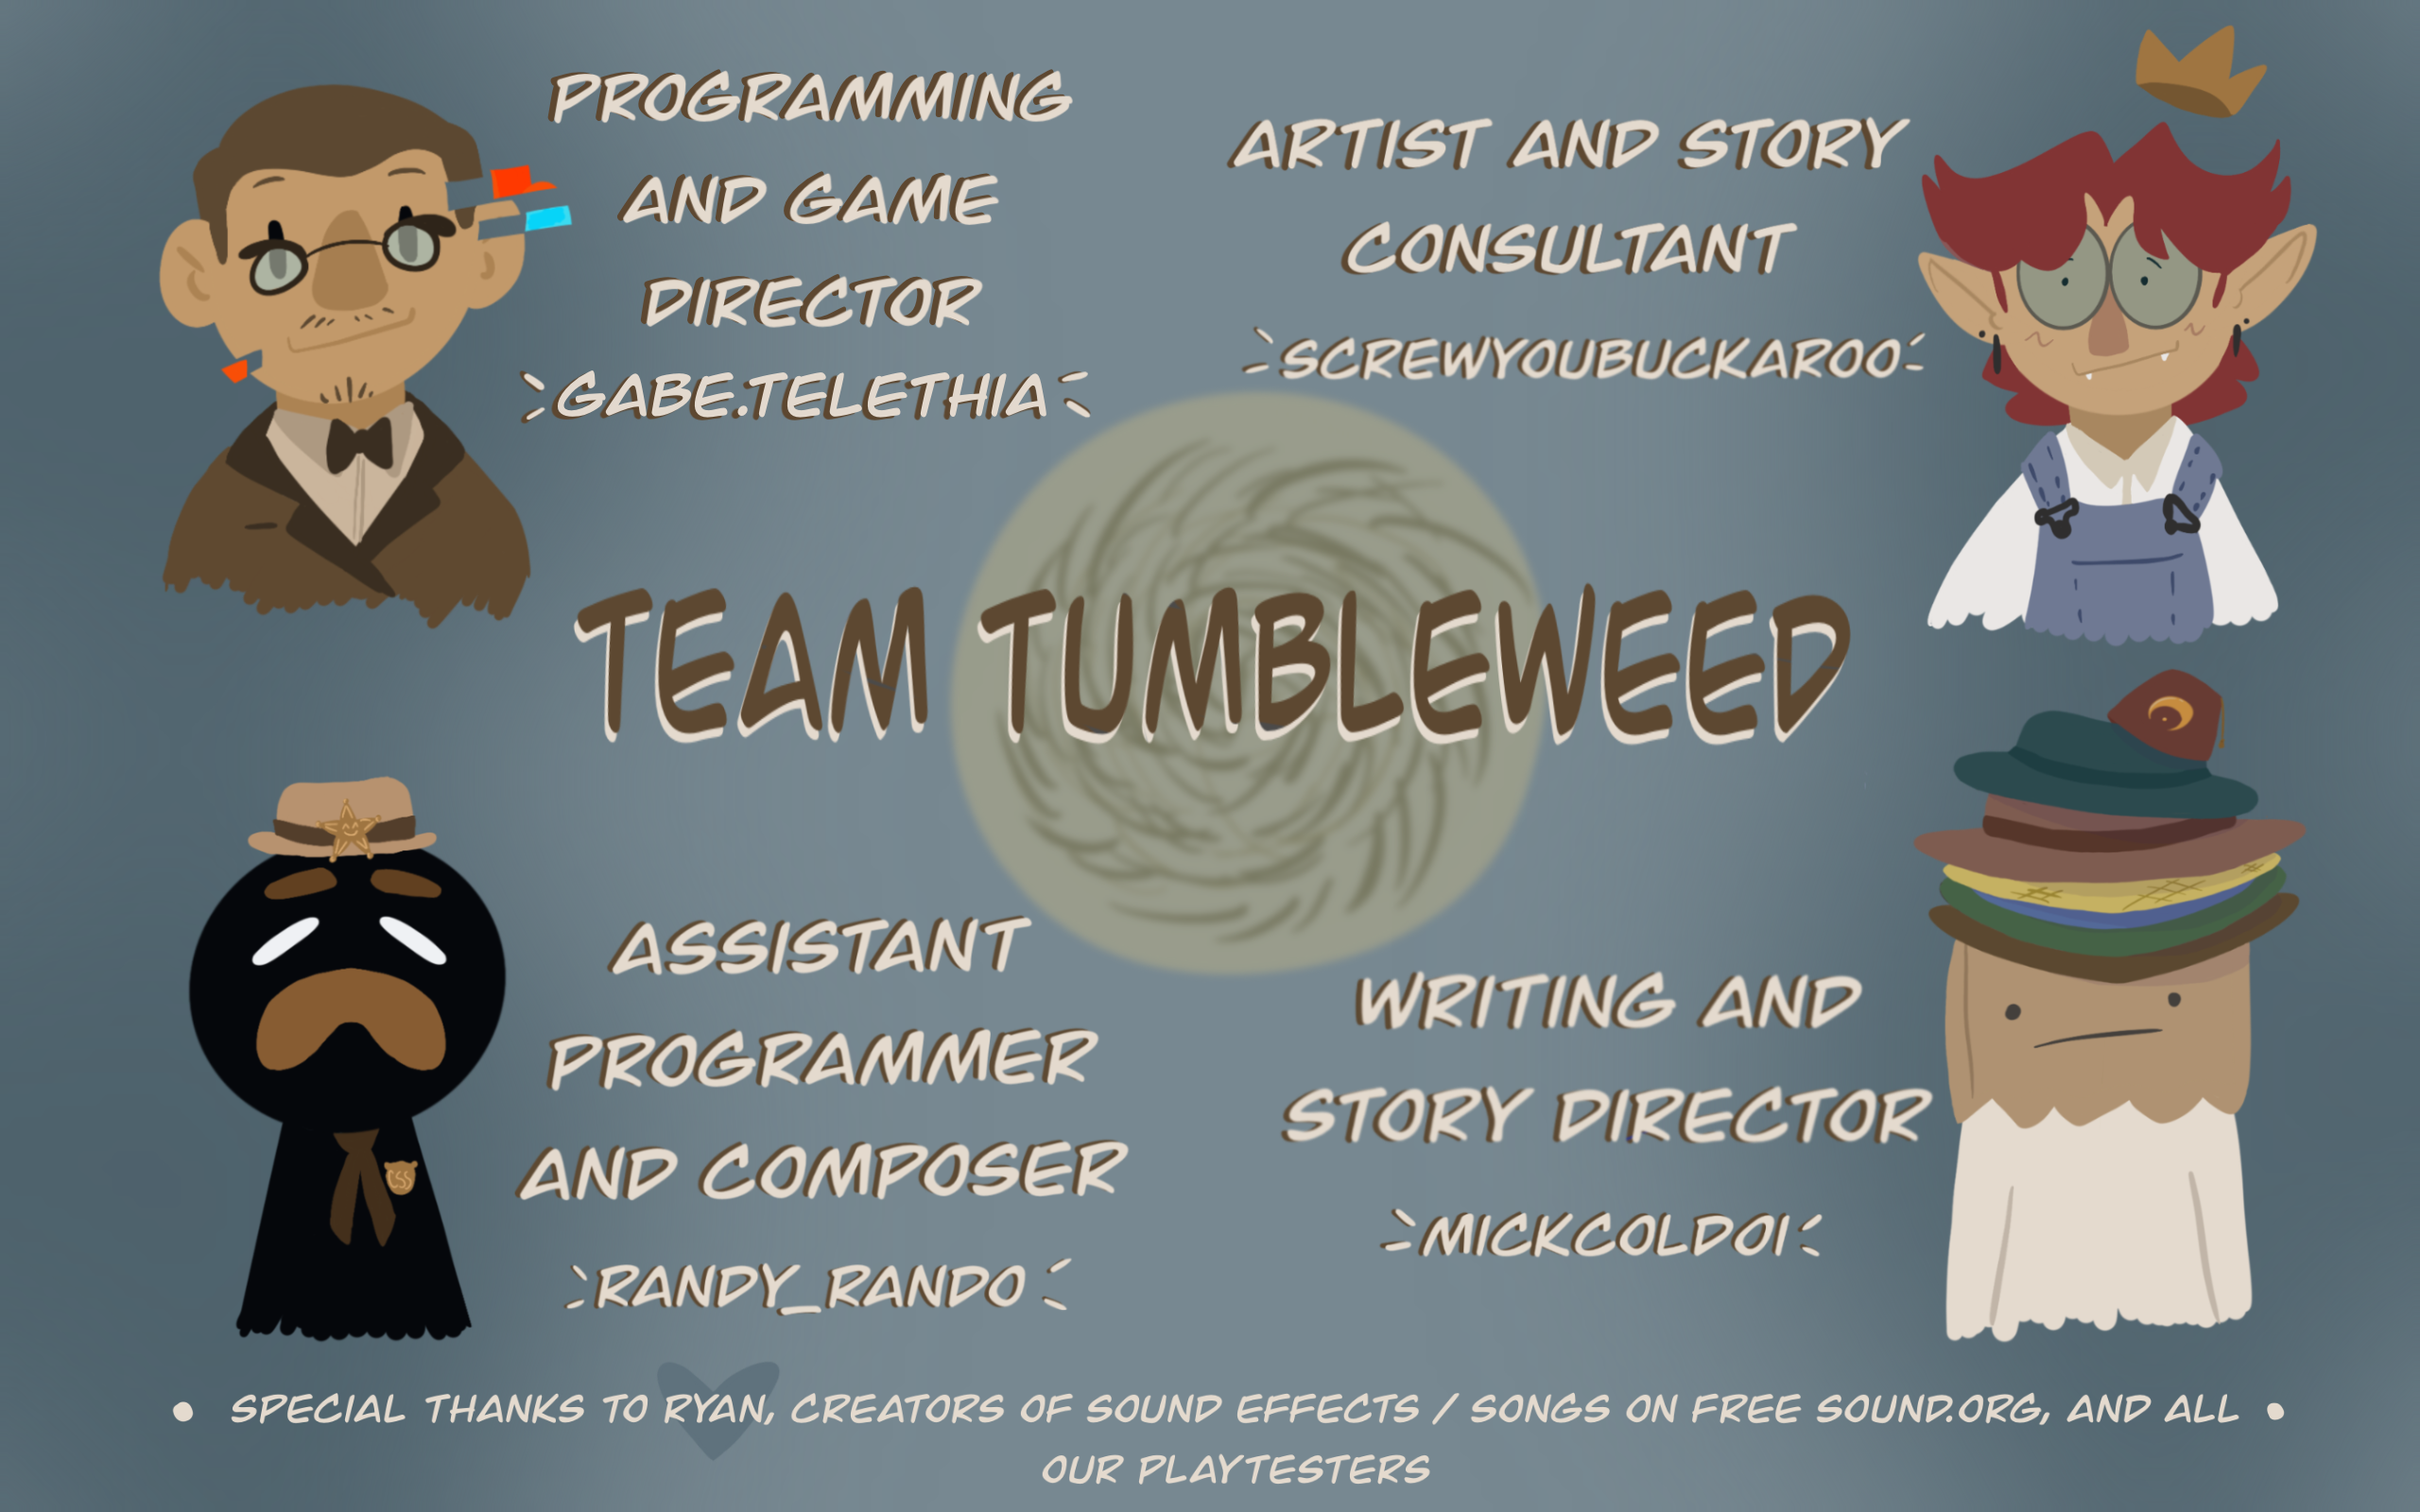 PROGRAMMING
AND GAME
DIRECTOR
GABE.TELETHIA
ARTIST AND STORY
CONSULTANT
SCREWYOUBUCKAROO
TEAM TUMBLEWEED
ASSISTANT
PROGRAMMER
AND COMPOSER
RANDY_RANDO
CSS
WRITING AND
STORY DIRECTOR
MICKCOLDOI
• SPECIAL THANKS TO RYAN, CREATORS OF SOUND EFFECTS / SONGS ON FREE SOUND.ORG, AND ALL •
OUR PLAYTESTERS